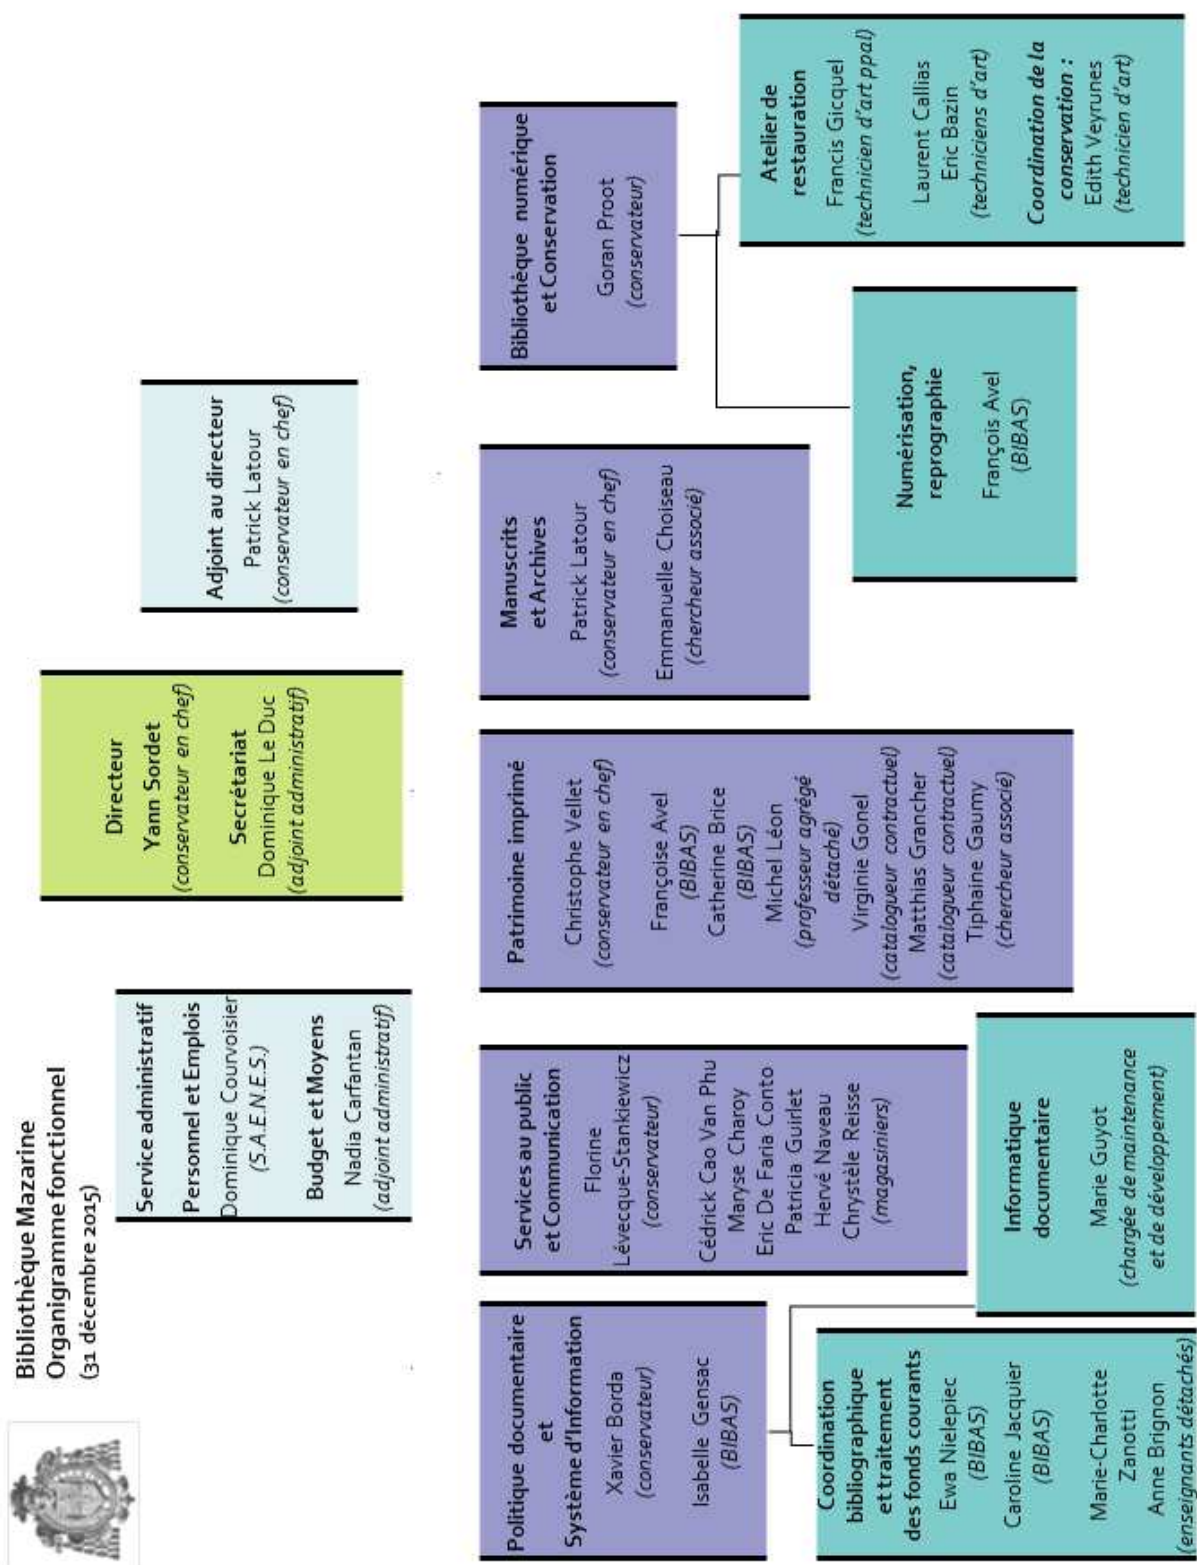 Bibliothèque Mazarine
Organigramme fonctionnel
(31 décembre 2015)
Service administratif
Personnel et Emplois
Dominique Courvoisier
(S.A.E.N.E.S.)
Budget et Moyens
Nadia Carfantan
(adjoint administratif)
Directeur
Yann Sordet
(conservateur en chef)
Secrétariat
Dominique Le Duc
(adjoint administratif)
Adjoint au directeur
Patrick Latour
(conservateur en chef)
Politique documentaire
et
Système d'Information
Xavier Borda
(conservateur)
Isabelle Gensac
(BIBAS)
Services au public
et Communication
Florine
Lévecque-Stankiewicz
(conservateur)
Cédrick Cao Van Phu
Maryse Charoy
Eric De Faria Conto
Patricia Guirlet
Hervé Naveau
Chrystèle Reisse
(magasiniers)
Patrimoine imprimé
Christophe Vellet
(conservateur en chef)
Françoise Avel
(BIBAS)
Catherine Brice
(BIBAS)
Michel Léon
(professeur agrégé
détaché)
Virginie Gonel
(catalogueur contractuel)
Matthias Grancher
(catalogueur contractuel)
Tiphaine Gaumy
(chercheur associé)
Manuscrits
et Archives
Patrick Latour
(conservateur en chef)
Emmanuelle Choiseau
(chercheur associé)
Bibliothèque numérique
et Conservation
Goran Proot
(conservateur)
Coordination
bibliographique
et traitement
des fonds courants
Ewa Nielepiec
(BIBAS)
Caroline Jacquier
(BIBAS)
Marie-Charlotte
Zanotti
Anne Brignon
(enseignants détachés)
Informatique
documentaire
Marie Guyot
(chargée de maintenance
et de développement)
Numérisation,
reprographie
François Avel
(BIBAS)
Atelier de
restauration
Francis Gicquel
(technicien d'art ppal)
Laurent Callias
Eric Bazin
(techniciens d'art)
Coordination de la
conservation :
Edith Veyrunes
(technicien d'art)